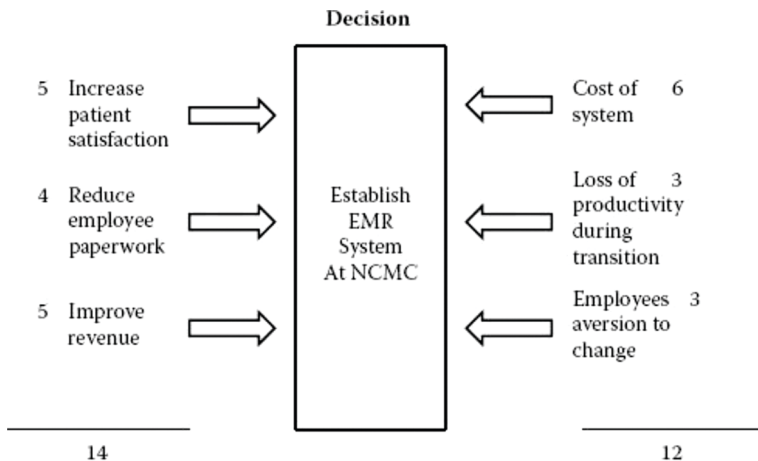 Decision
5 Increase
patient
satisfaction
4 Reduce
employee
paperwork
5 Improve
revenue
14
Establish
EMR
System
At NCMC
Cost of 6
system
Loss of 3
productivity
during
transition
Employees 3
aversion to
change
12